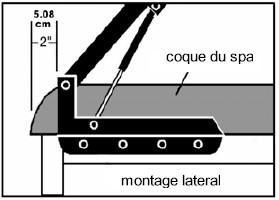 5.08
cm
2"
coque du spa
montage lateral